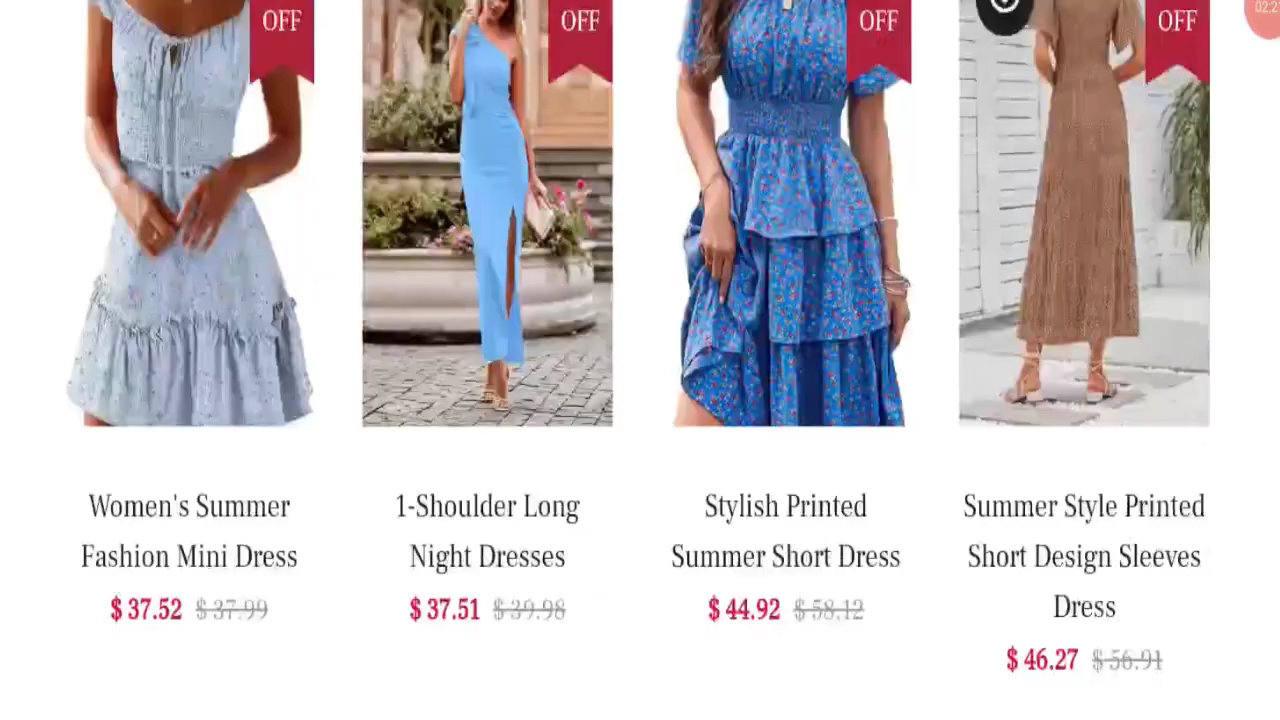 OFF
OFF
OFF
OFF
Women's Summer
Fashion Mini Dress
$ 37.52 $ 37.99
1-Shoulder Long
Night Dresses
$ 37.51 $ 39.98
Stylish Printed
Summer Short Dress
$ 44.92 $ 58.12
Summer Style Printed
Short Design Sleeves
Dress
$ 46.27 $ 56.91